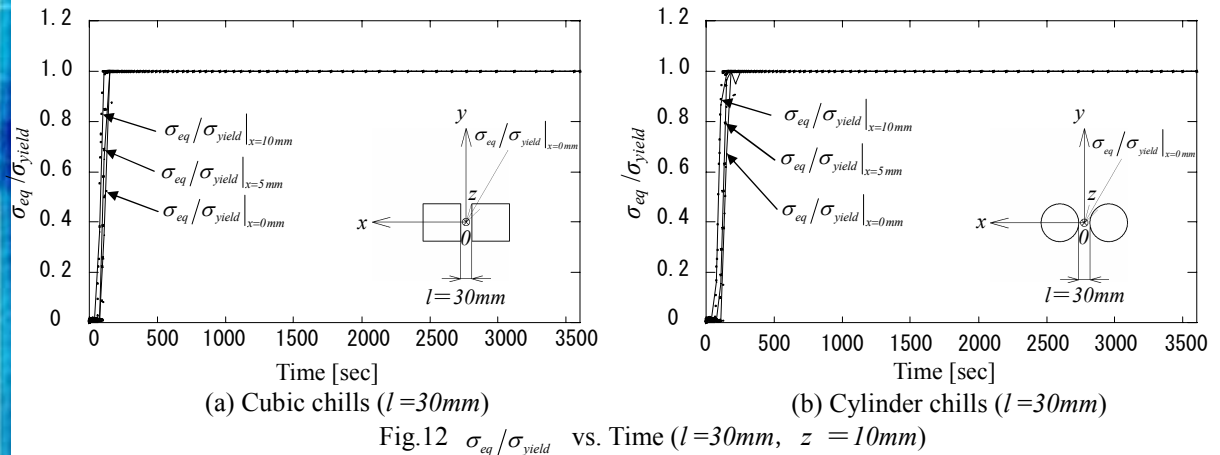 1.2
1.0
0.8
0.6
0.4
0.2
0
σeq/σyield
σeq/σyield|x=10mm
σeq/σyield|x=5mm
σeq/σyield|x=0mm
y
σeq/σyield|x=0mm
z
x
0
l=30mm
0 500 1000 1500 2000 2500 3000 3500
Time [sec]
(a) Cubic chills (l=30mm)
1.2
1.0
0.8
0.6
0.4
0.2
0
σeq/σyield
σeq/σyield|x=10mm
σeq/σyield|x=5mm
σeq/σyield|x=0mm
y
σeq/σyield|x=0mm
z
x
0
l=30mm
0 500 1000 1500 2000 2500 3000 3500
Time [sec]
(b) Cylinder chills (l=30mm)
Fig.12 σeq/σyield vs. Time (l=30mm, z =10mm)